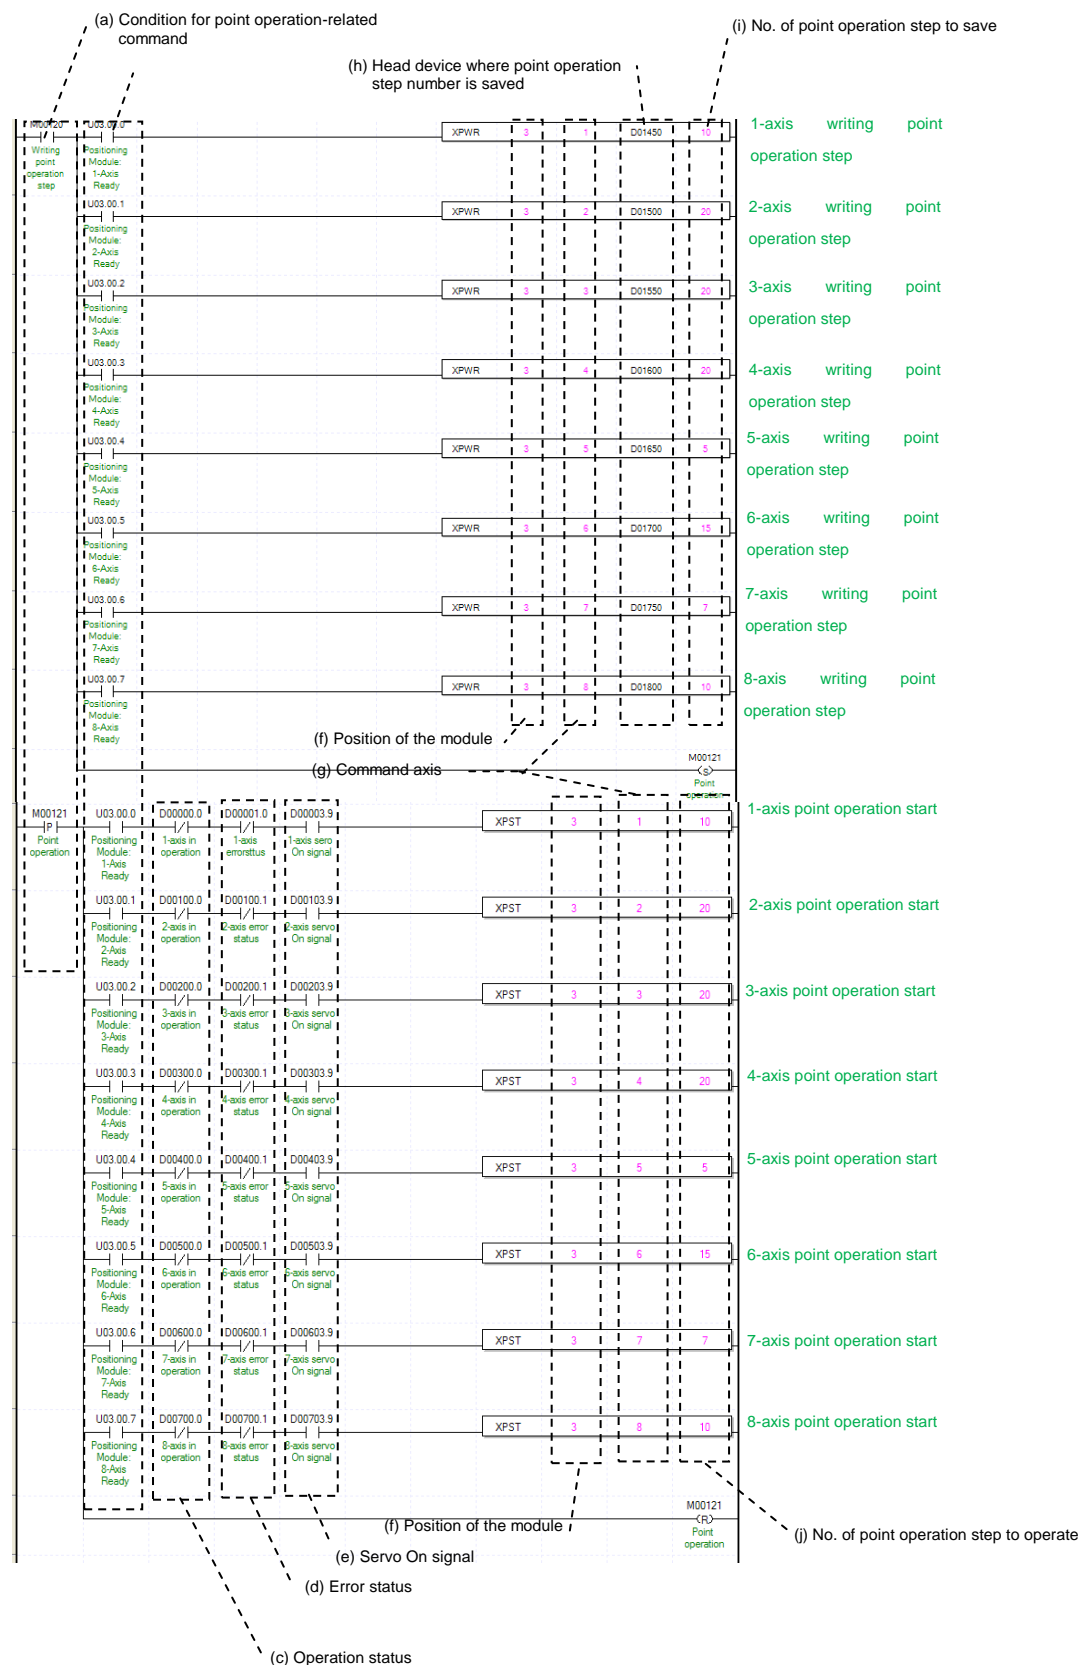 (a) Condition for point operation-related
command
(i) No. of point operation step to save
(h) Head device where point operation
step number is saved
M00120
Writing
point
operation
step
U03.00.0
Positioning
Module:
1-Axis
Ready
XPWR 3 1 D01450 10
1-axis writing point
operation step
U03.00.1
Positioning
Module:
2-Axis
Ready
XPWR 3 2 D01500 20
2-axis writing point
operation step
U03.00.2
Positioning
Module:
3-Axis
Ready
XPWR 3 3 D01550 20
3-axis writing point
operation step
U03.00.3
Positioning
Module:
4-Axis
Ready
XPWR 3 4 D01600 20
4-axis writing point
operation step
U03.00.4
Positioning
Module:
5-Axis
Ready
XPWR 3 5 D01650 5
5-axis writing point
operation step
U03.00.5
Positioning
Module:
6-Axis
Ready
XPWR 3 6 D01700 15
6-axis writing point
operation step
U03.00.6
Positioning
Module:
7-Axis
Ready
XPWR 3 7 D01750 7
7-axis writing point
operation step
U03.00.7
Positioning
Module:
8-Axis
Ready
XPWR 3 8 D01800 10
8-axis writing point
operation step
(f) Position of the module
(g) Command axis
M00121
(S)
Point
operation
M00121
P
Point
operation
U03.00.0 D00000.0 D00001.0 D00003.9
Positioning
Module:
1-Axis
Ready
1-axis in
operation
1-axis
errorsttus
1-axis sero
On signal
XPST 3 1 10
1-axis point operation start
U03.00.1 D00100.0 D00100.1 D00103.9
Positioning
Module:
2-Axis
Ready
2-axis in
operation
2-axis error
status
2-axis servo
On signal
XPST 3 2 20
2-axis point operation start
U03.00.2 D00200.0 D00200.1 D00203.9
Positioning
Module:
3-Axis
Ready
3-axis in
operation
3-axis error
status
3-axis servo
On signal
XPST 3 3 20
3-axis point operation start
U03.00.3 D00300.0 D00300.1 D00303.9
Positioning
Module:
4-Axis
Ready
4-axis in
operation
4-axis error
status
4-axis servo
On signal
XPST 3 4 20
4-axis point operation start
U03.00.4 D00400.0 D00400.1 D00403.9
Positioning
Module:
5-Axis
Ready
5-axis in
operation
5-axis error
status
5-axis servo
On signal
XPST 3 5 5
5-axis point operation start
U03.00.5 D00500.0 D00500.1 D00503.9
Positioning
Module:
6-Axis
Ready
6-axis in
operation
6-axis error
status
6-axis servo
On signal
XPST 3 6 15
6-axis point operation start
U03.00.6 D00600.0 D00600.1 D00603.9
Positioning
Module:
7-Axis
Ready
7-axis in
operation
7-axis error
status
7-axis servo
On signal
XPST 3 7 7
7-axis point operation start
U03.00.7 D00700.0 D00700.1 D00703.9
Positioning
Module:
8-Axis
Ready
8-axis in
operation
8-axis error
status
8-axis servo
On signal
XPST 3 8 10
8-axis point operation start
M00121
(R)
Point
operation
(f) Position of the module
(j) No. of point operation step to operate
(e) Servo On signal
(d) Error status
(c) Operation status